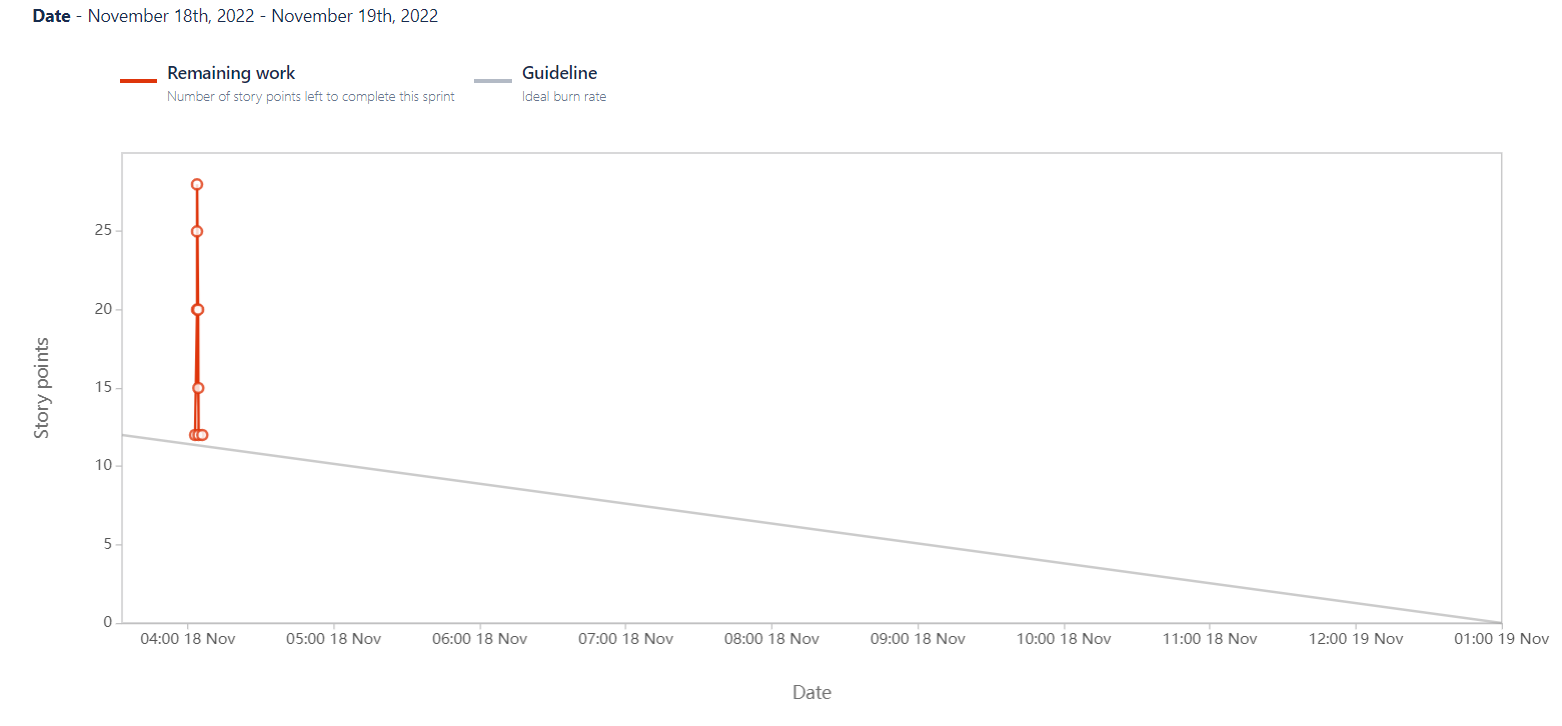 Date - November 18th, 2022 - November 19th, 2022
Remaining work
Number of story points left to complete this sprint
Guideline
Ideal burn rate
Story points
25
20
15
10
5
0
04:00 18 Nov
05:00 18 Nov
06:00 18 Nov
07:00 18 Nov
08:00 18 Nov
09:00 18 Nov
10:00 18 Nov
11:00 18 Nov
12:00 19 Nov
01:00 19 Nov
Date